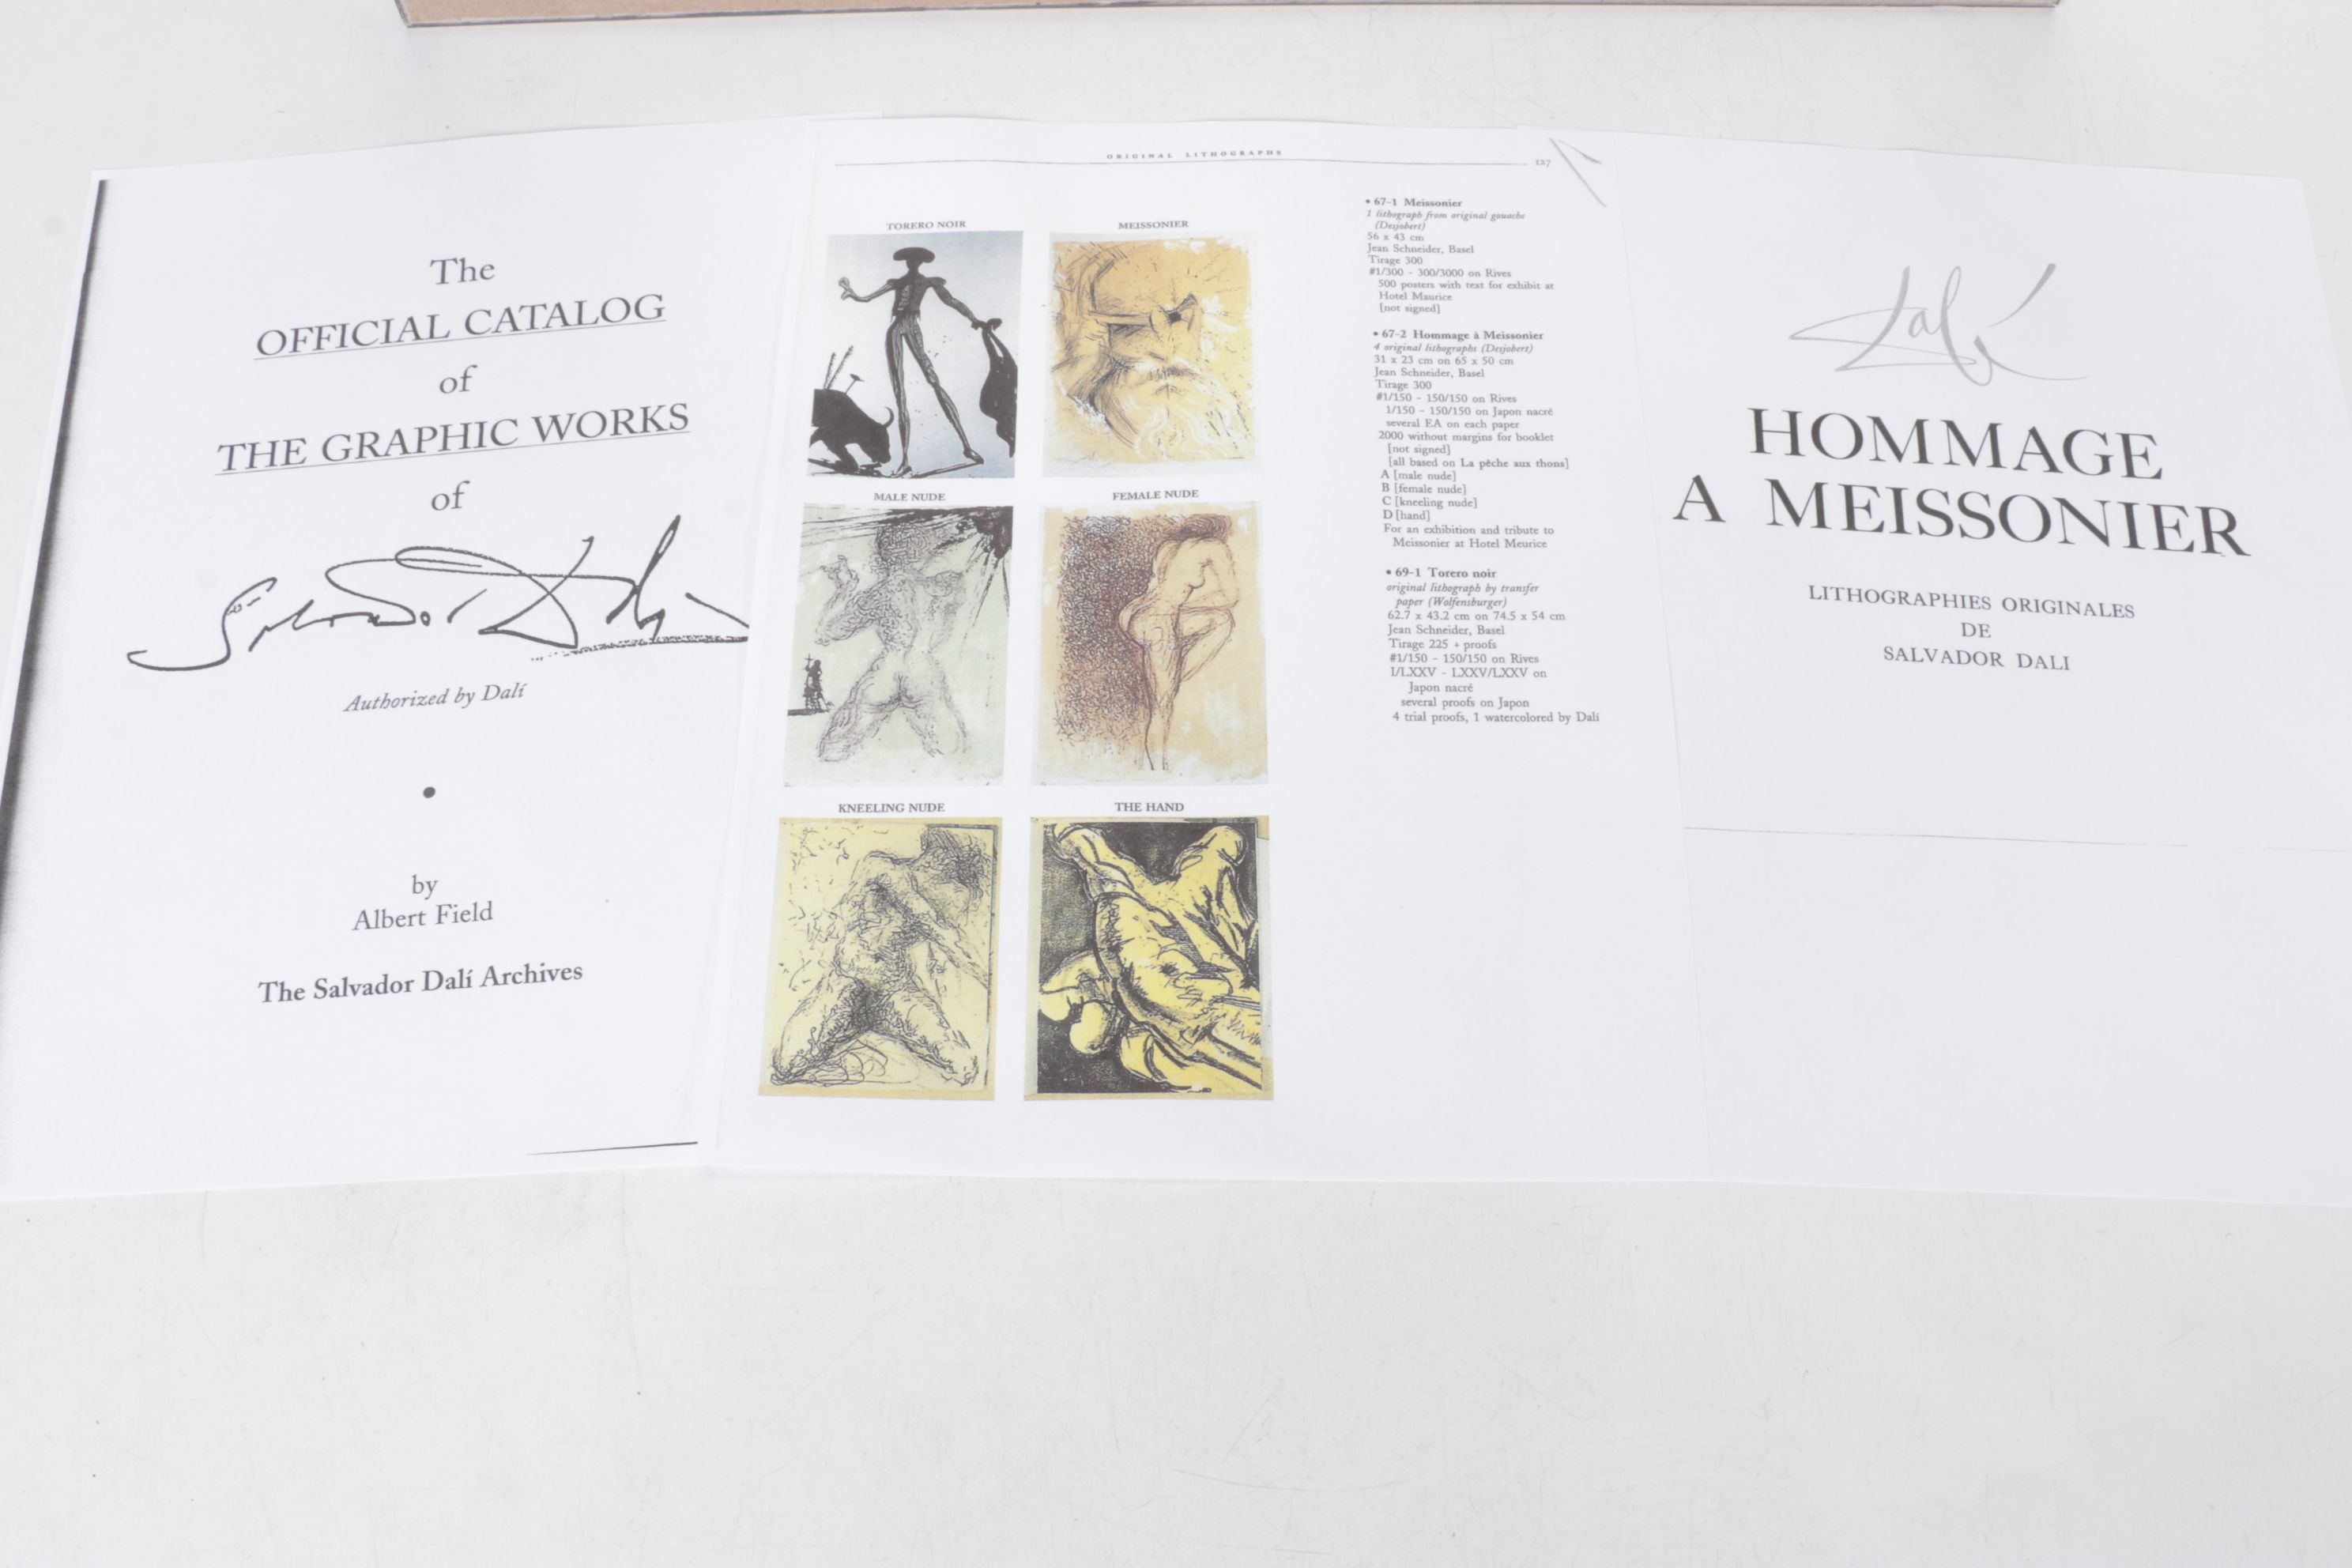 The
OFFICIAL CATALOG
of
THE GRAPHIC WORKS
of
Salvador Dalí
Authorized by Dalí
•
by
Albert Field
The Salvador Dalí Archives
ORIGINAL LITHOGRAPHS
127
TORERO NOIR
MEISSONIER
MALE NUDE
FEMALE NUDE
KNEELING NUDE
THE HAND
• 67-1 Meissonier
1 lithograph from original gouache
(Desjobert)
56 x 43 cm
Jean Schneider, Basel
Tirage 300
#1/300 - 300/3000 on Rives
500 posters with text for exhibit at
Hotel Maurice
[not signed]
• 67-2 Hommage à Meissonier
4 original lithographs (Desjobert)
31 x 23 cm on 65 x 50 cm
Jean Schneider, Basel
Tirage 300
#1/150 - 150/150 on Rives
1/150 - 150/150 on Japon nacré
several EA on each paper
2000 without margins for booklet
[not signed]
[all based on La pêche aux thons]
A [male nude]
B [female nude]
C [kneeling nude]
D [hand]
For an exhibition and tribute to
Meissonier at Hotel Meurice
• 69-1 Torero noir
original lithograph by transfer
paper (Wolfensburger)
62.7 x 43.2 cm on 74.5 x 54 cm
Jean Schneider, Basel
Tirage 225 + proofs
#1/150 - 150/150 on Rives
I/LXXV - LXXV/LXXV on
Japon nacré
several proofs on Japon
4 trial proofs, 1 watercolored by Dalí
Dalí
HOMMAGE
A MEISSONIER
LITHOGRAPHIES ORIGINALES
DE
SALVADOR DALI